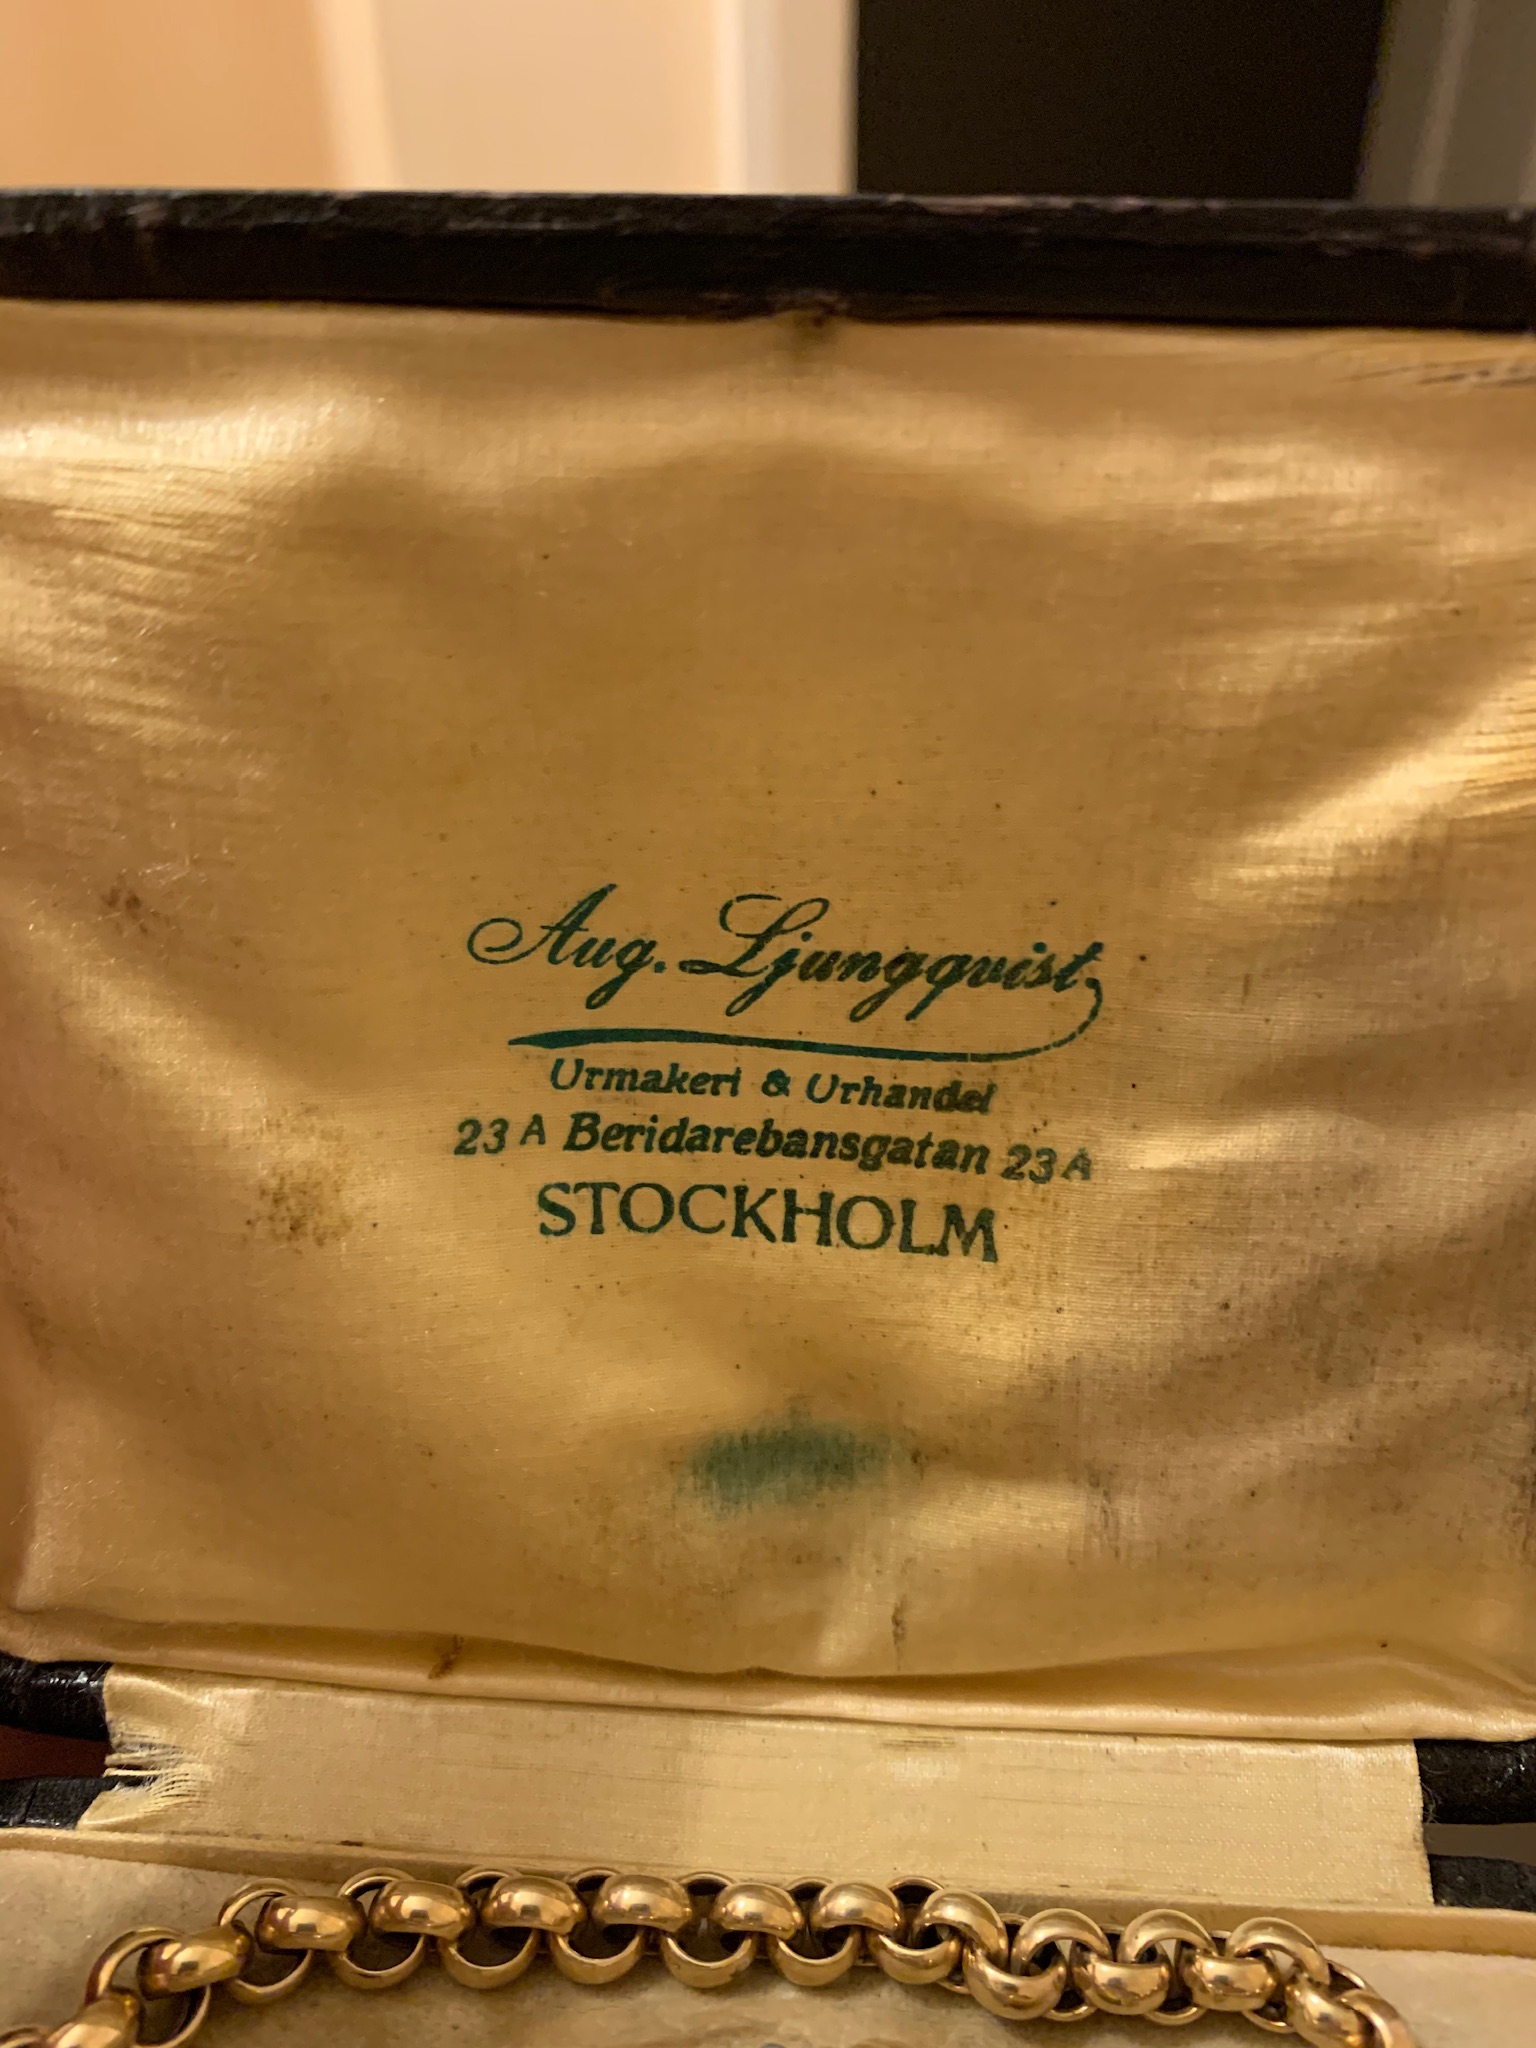 Aug. Ljungqvist
Urmakeri & Urhandel
23 A Beridarebansgatan 23 A
STOCKHOLM